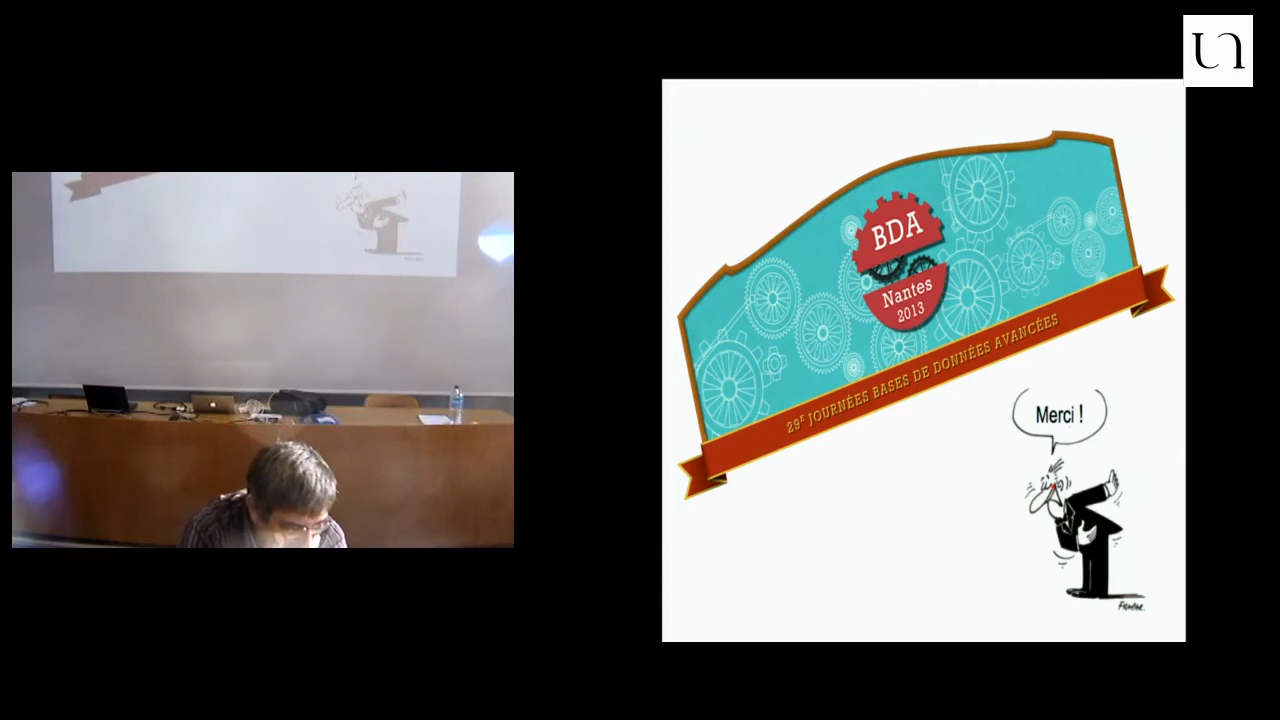 BDA
Nantes
2013
29E JOURNÉES BASES DE DONNÉES AVANCÉES
Merci !